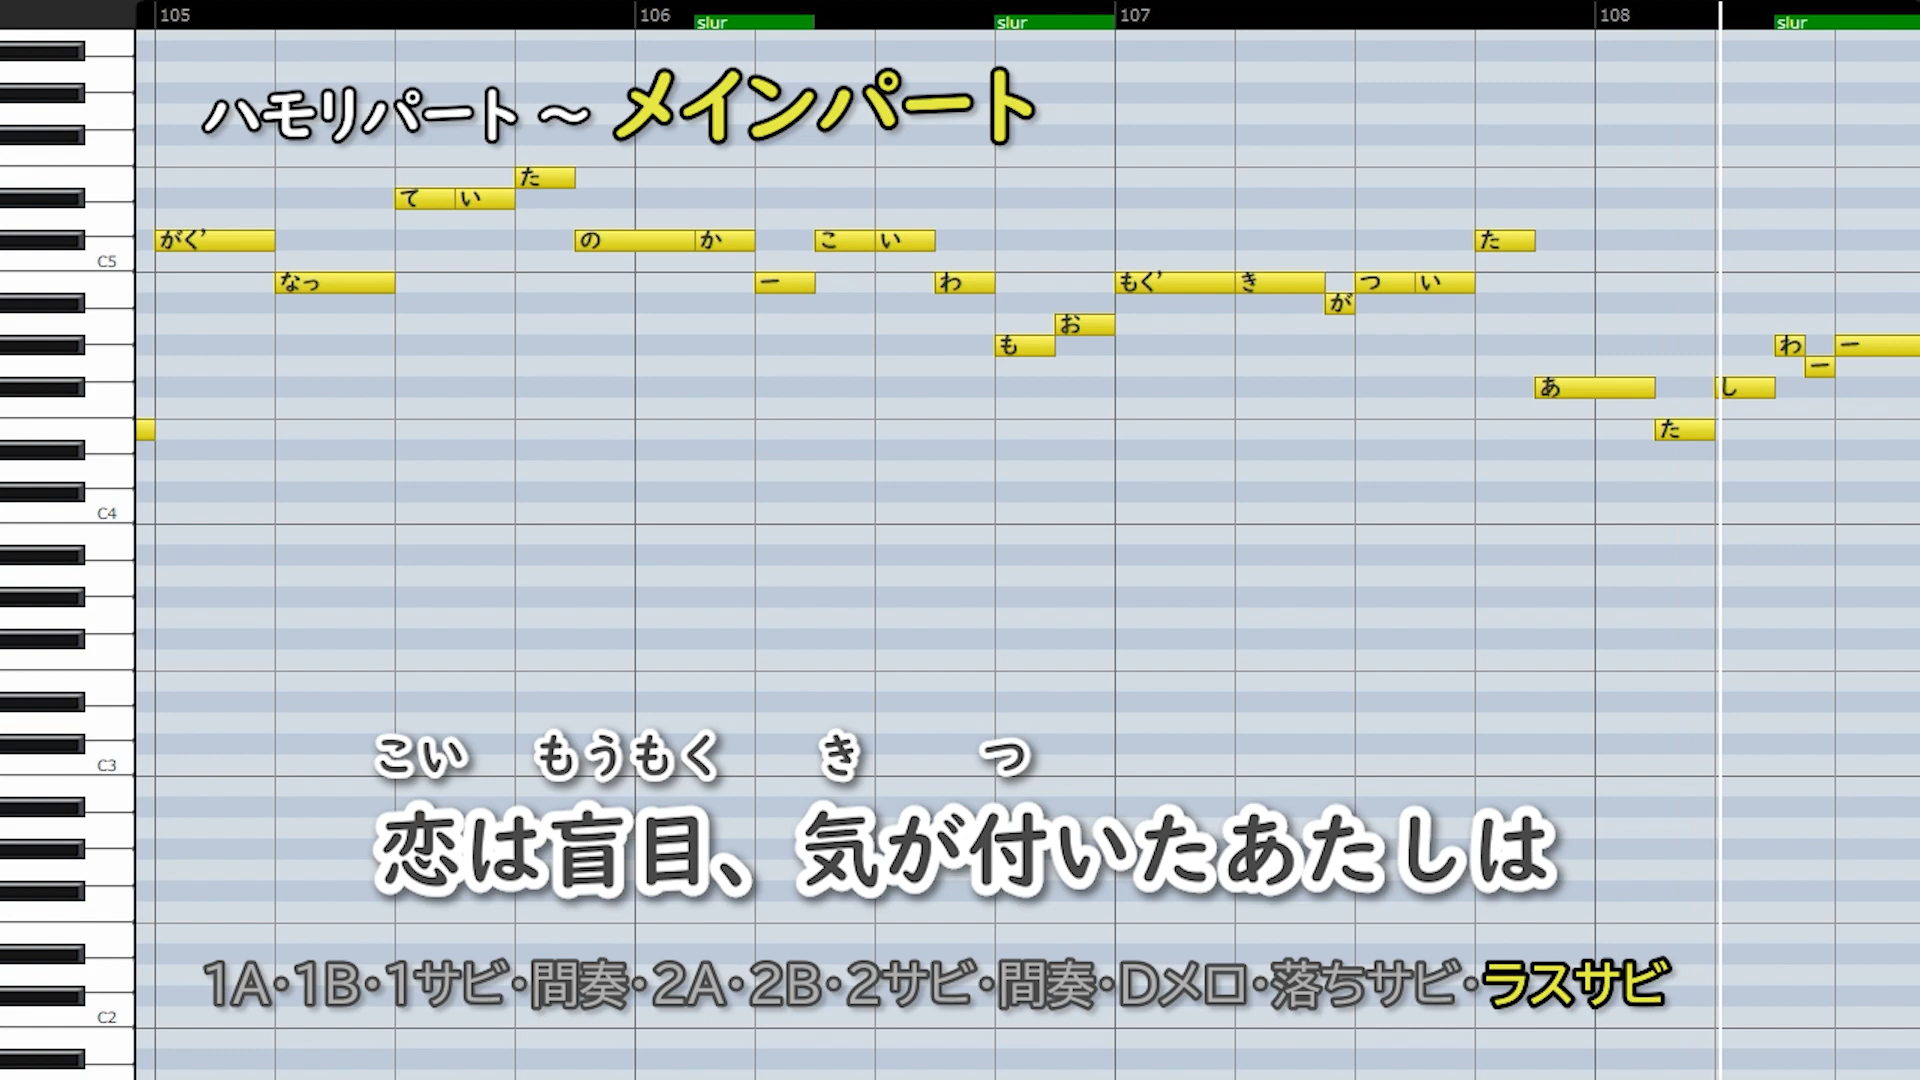 105 106 107 108
slur slur slur
ハモリパート ～ メインパート
た
て い
がく’ の か こ い た
C5
なっ ー わ もく’ き つ い
が
お
も わ ー
ー
あ し
た
C4
こい もうもく き つ
C3
恋は盲目、気が付いたあたしは
1A・1B・1サビ・間奏・2A・2B・2サビ・間奏・Dメロ・落ちサビ・ラスサビ
C2